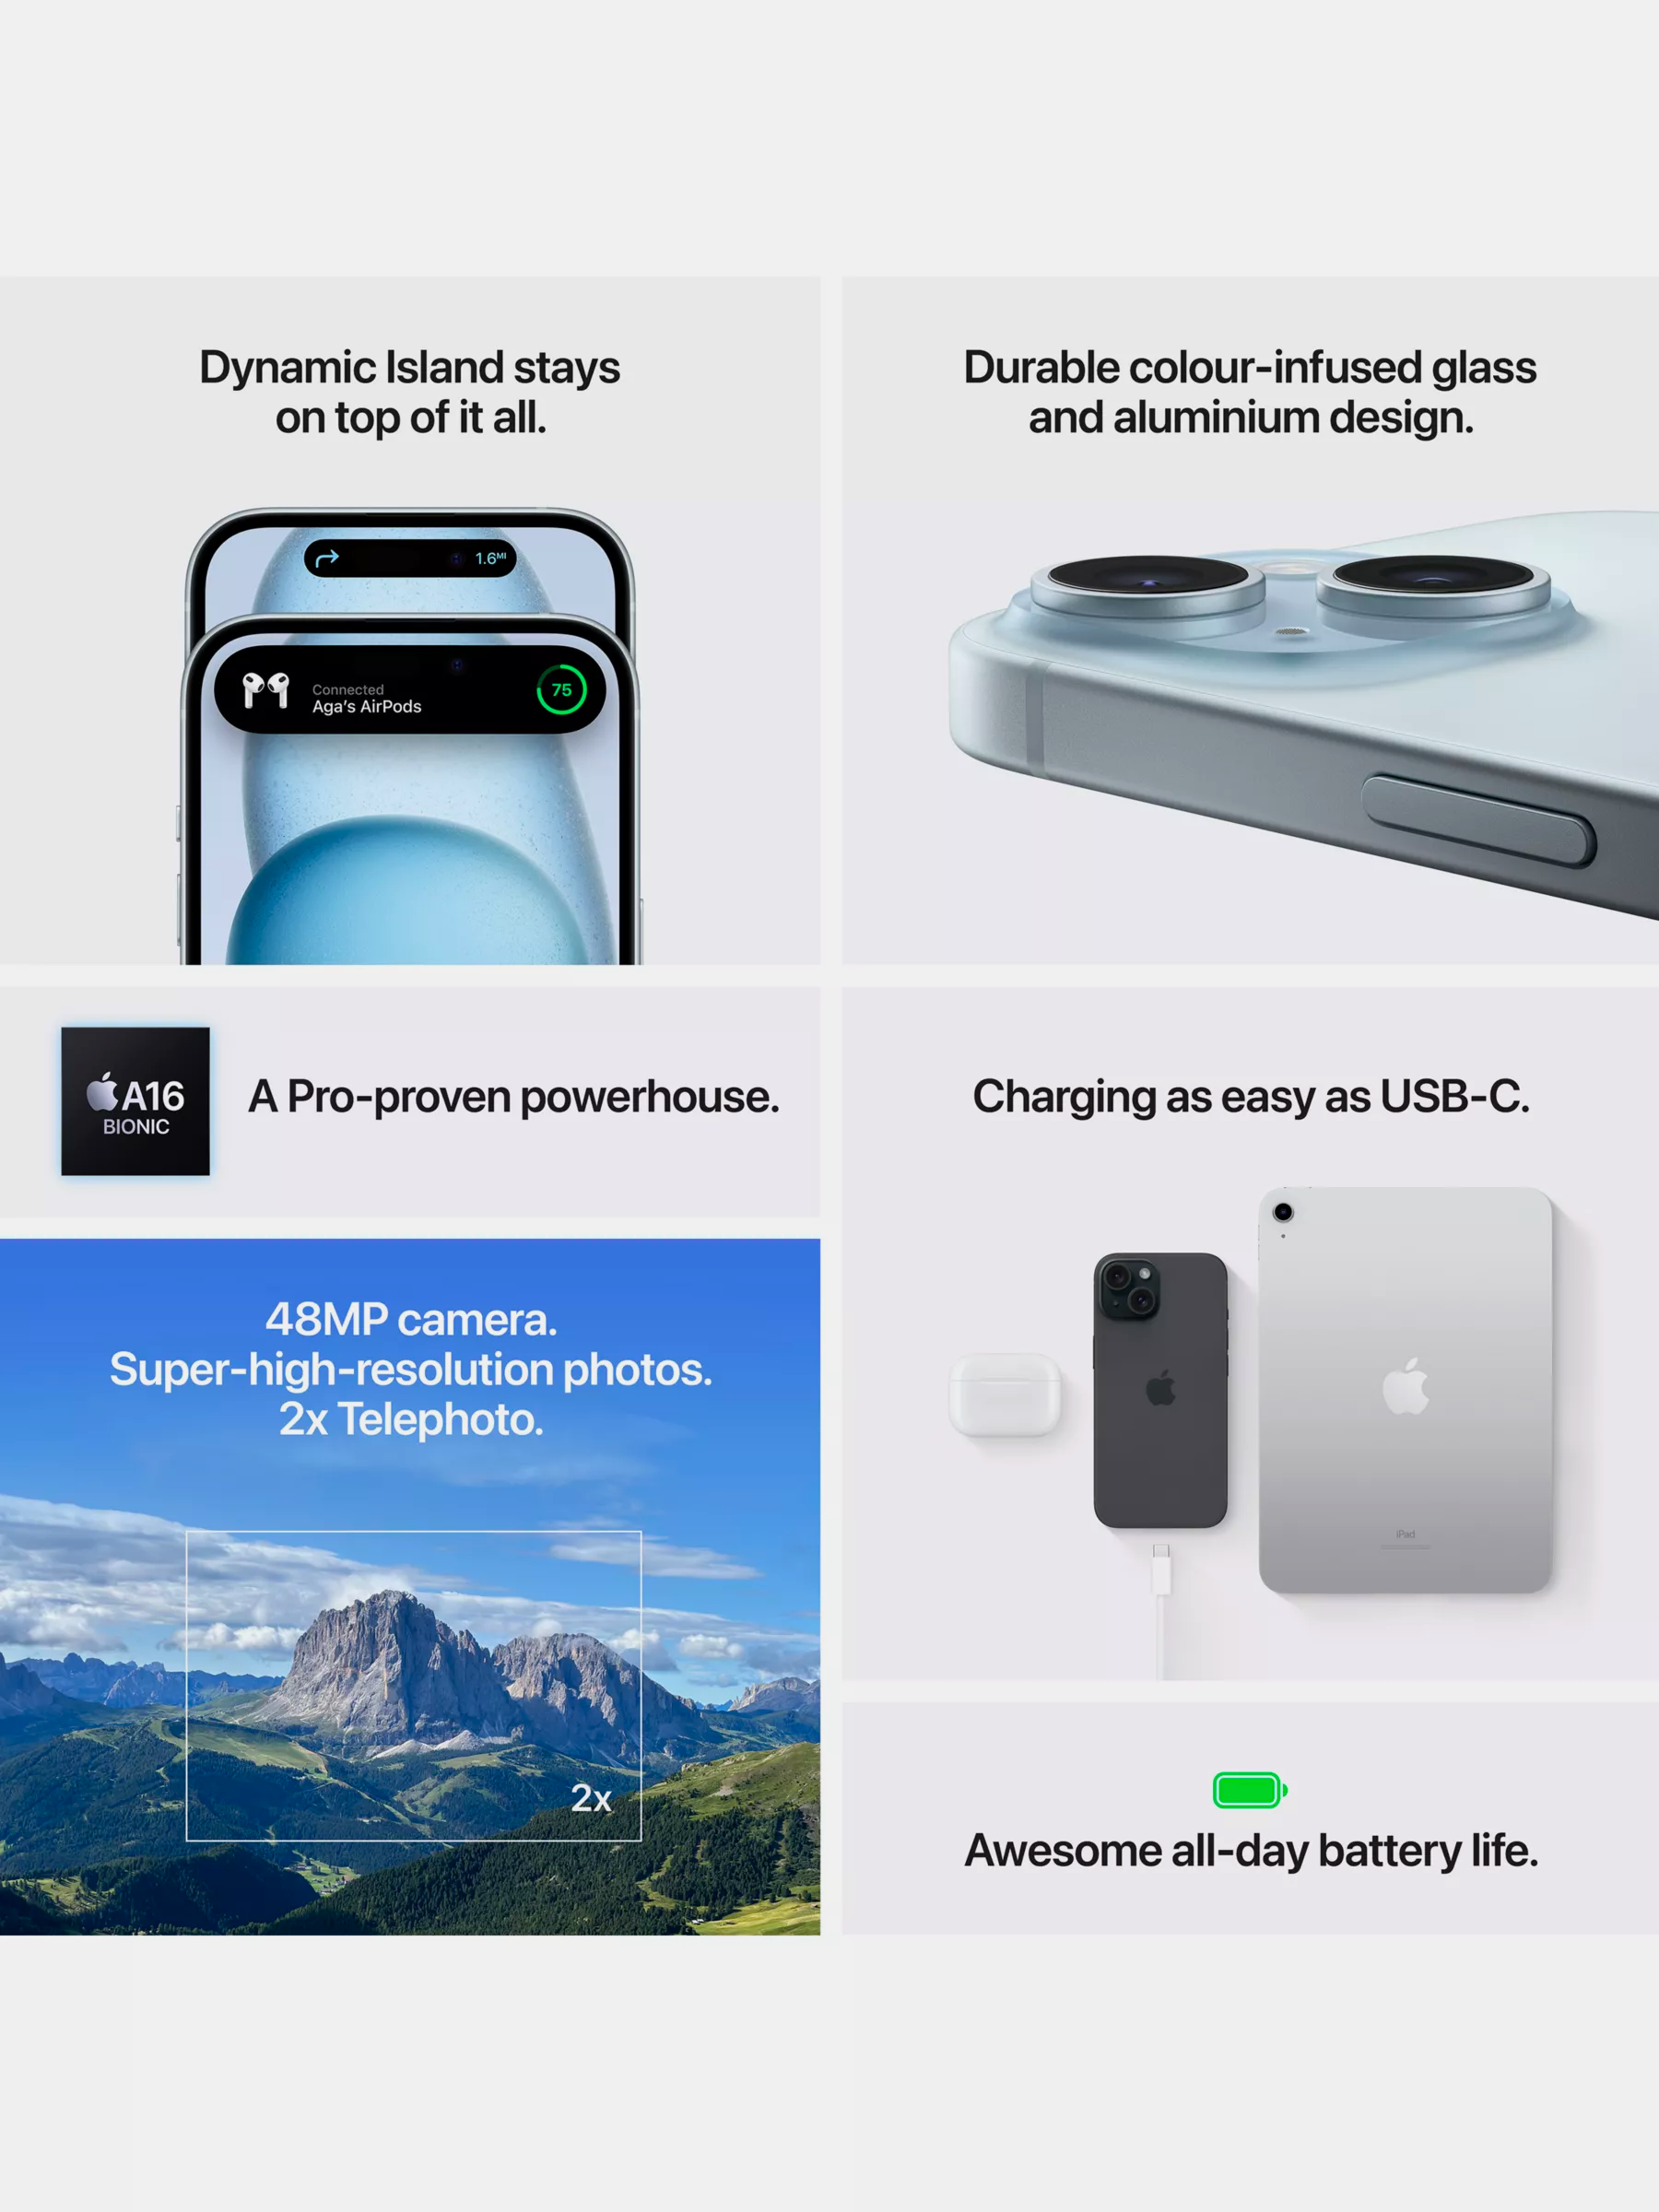 Dynamic Island stays
on top of it all.
1.6MI
Connected
Aga's AirPods
75
Durable colour-infused glass
and aluminium design.
A16
BIONIC
A Pro-proven powerhouse.
Charging as easy as USB-C.
iPad
48MP camera.
Super-high-resolution photos.
2x Telephoto.
2x
Awesome all-day battery life.